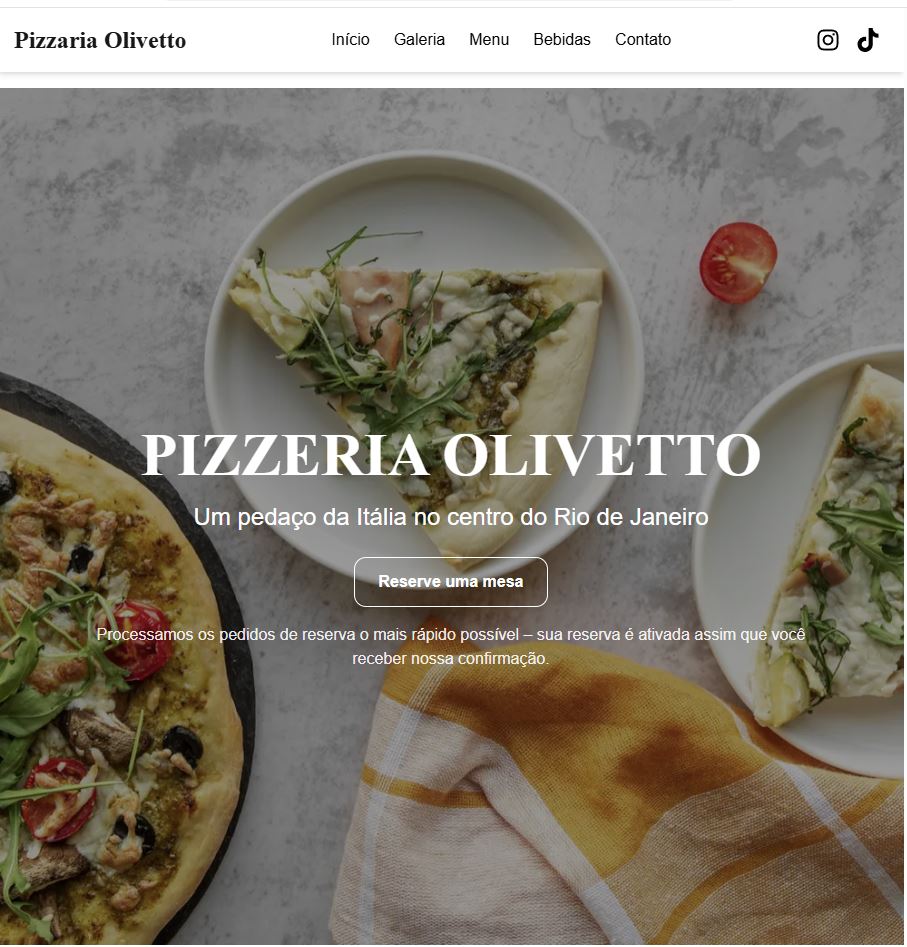 Pizzaria Olivetto
Início Galeria Menu Bebidas Contato
PIZZERIA OLIVETTO
Um pedaço da Itália no centro do Rio de Janeiro
Reserve uma mesa
Processamos os pedidos de reserva o mais rápido possível – sua reserva é ativada assim que você
receber nossa confirmação.